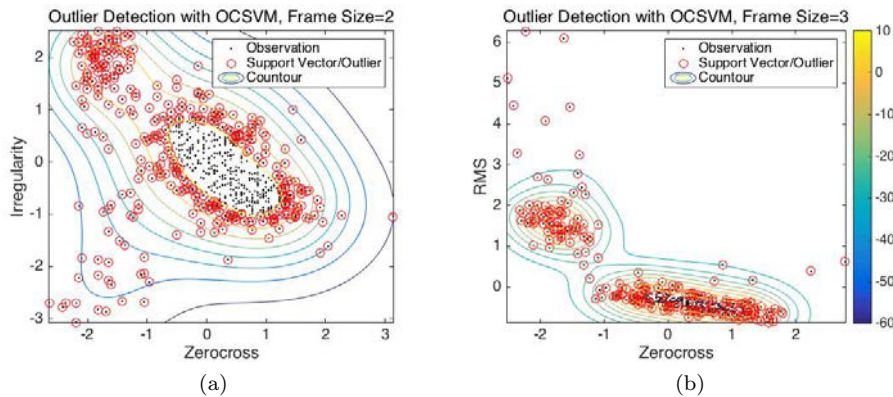 Outlier Detection with OCSVM, Frame Size=2
Observation
Support Vector/Outlier
Countour
Irregularity
2
1
0
-1
-2
-3
-2
-1
0
1
2
3
Zerocross
(a)
Outlier Detection with OCSVM, Frame Size=3
Observation
Support Vector/Outlier
Countour
RMS
6
5
4
3
2
1
0
-2
-1
0
1
2
Zerocross
10
0
-10
-20
-30
-40
-50
-60
(b)